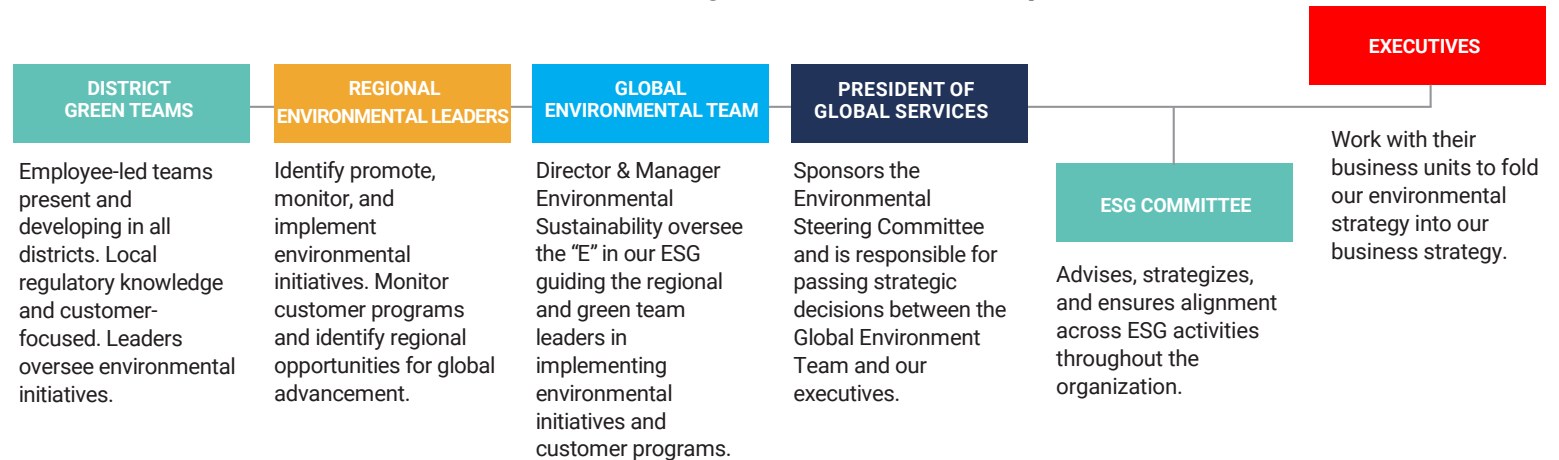 EXECUTIVES
DISTRICT
GREEN TEAMS
REGIONAL
ENVIRONMENTAL LEADERS
GLOBAL
ENVIRONMENTAL TEAM
PRESIDENT OF
GLOBAL SERVICES
ESG COMMITTEE
Employee-led teams
present and
developing in all
districts. Local
regulatory knowledge
and customer-
focused. Leaders
oversee environmental
initiatives.
Identify promote,
monitor, and
implement
environmental
initiatives. Monitor
customer programs
and identify regional
opportunities for global
advancement.
Director & Manager
Environmental
Sustainability oversee
the “E” in our ESG
guiding the regional
and green team
leaders in
implementing
environmental
initiatives and
customer programs.
Sponsors the
Environmental
Steering Committee
and is responsible for
passing strategic
decisions between the
Global Environment
Team and our
executives.
Advises, strategizes,
and ensures alignment
across ESG activities
throughout the
organization.
Work with their
business units to fold
our environmental
strategy into our
business strategy.